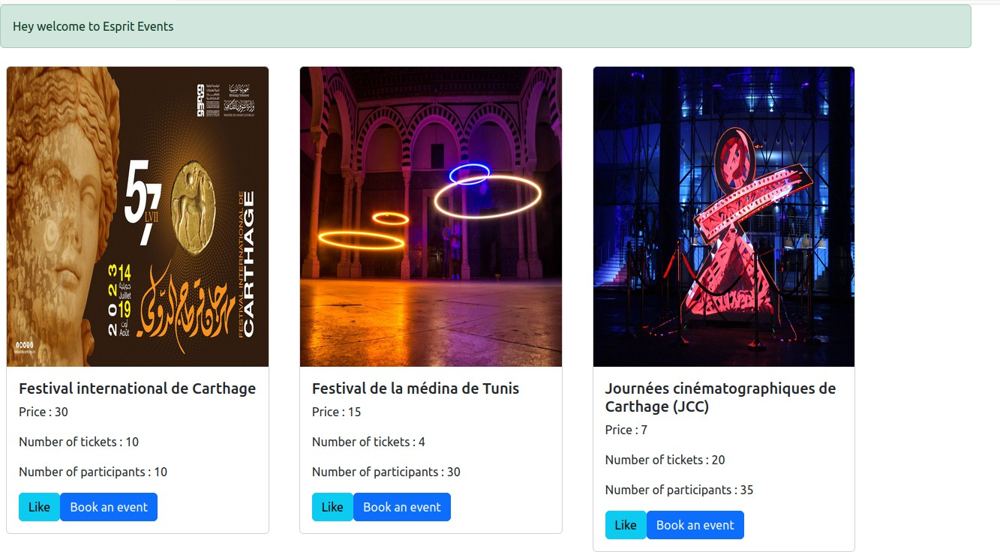 Hey welcome to Esprit Events
57
LVII
2023
14
جويلية
Juillet
19
أوت
Août
مهرجان قرطاج الدولي
FESTIVAL INTERNATIONAL DE
CARTHAGE
Festival international de Carthage
Price : 30
Number of tickets : 10
Number of participants : 10
Like
Book an event
Festival de la médina de Tunis
Price : 15
Number of tickets : 4
Number of participants : 30
Like
Book an event
Journées cinématographiques de
Carthage (JCC)
Price : 7
Number of tickets : 20
Number of participants : 35
Like
Book an event